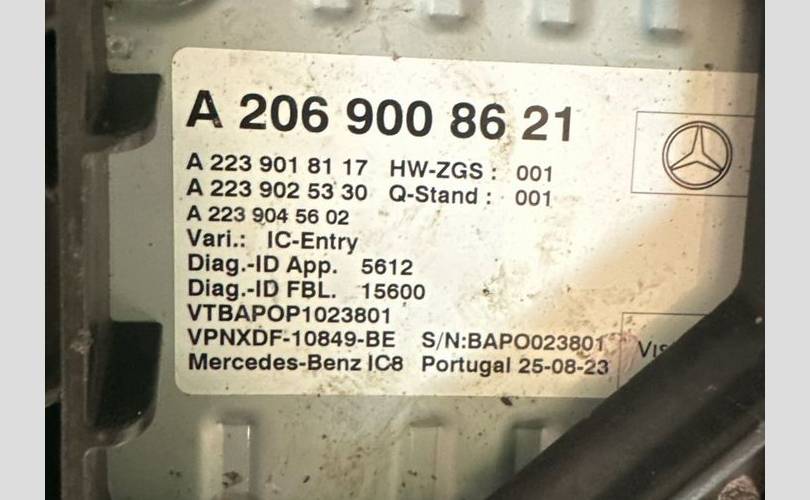 A 206 900 86 21
A 223 901 81 17 HW-ZGS : 001
A 223 902 53 30 Q-Stand : 001
A 223 904 56 02
Vari.: IC-Entry
Diag.-ID App. 5612
Diag.-ID FBL. 15600
VTBAPOP1023801
VPNXDF-10849-BE S/N:BAPO023801
Mercedes-Benz IC8 Portugal 25-08-23